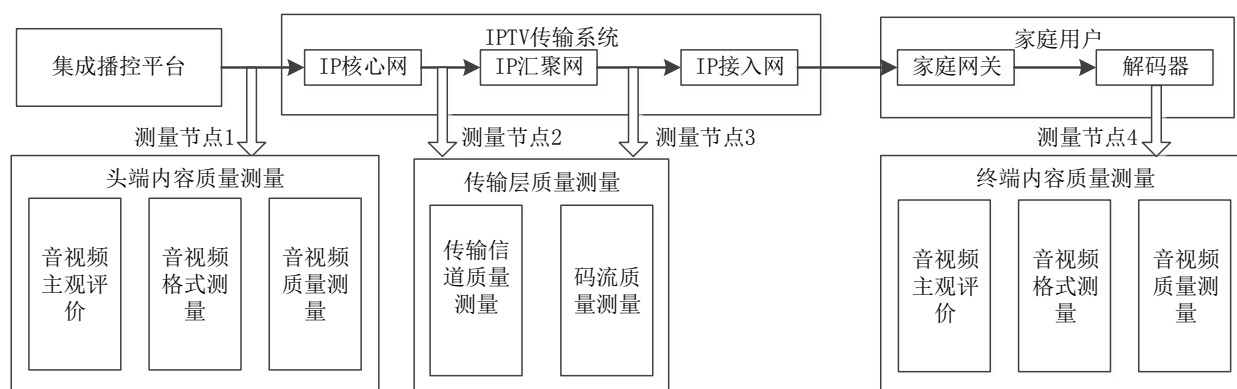 IPTV传输系统
家庭用户
集成播控平台
IP核心网
IP汇聚网
IP接入网
家庭网关
解码器
测量节点1
测量节点2
测量节点3
测量节点4
头端内容质量测量
音视频
主观评
价
音视频
格式测
量
音视频
质量测
量
传输层质量测量
传输信
道质量
测量
码流质
量测量
终端内容质量测量
音视频
主观评
价
音视频
格式测
量
音视频
质量测
量